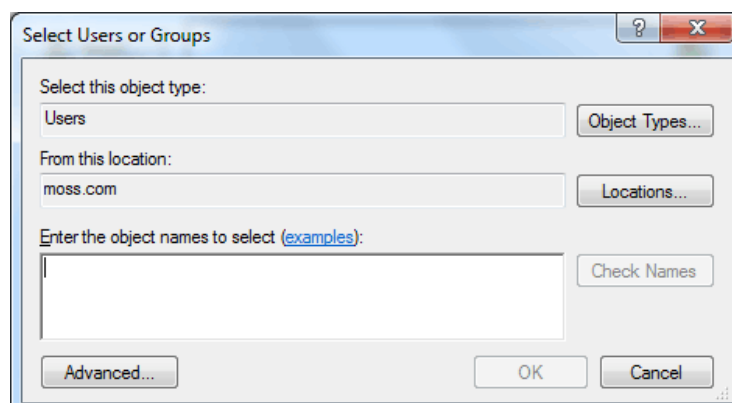 Select Users or Groups
Select this object type:
Users
Object Types...
From this location:
moss.com
Locations...
Enter the object names to select (examples):
Check Names
Advanced...
OK
Cancel